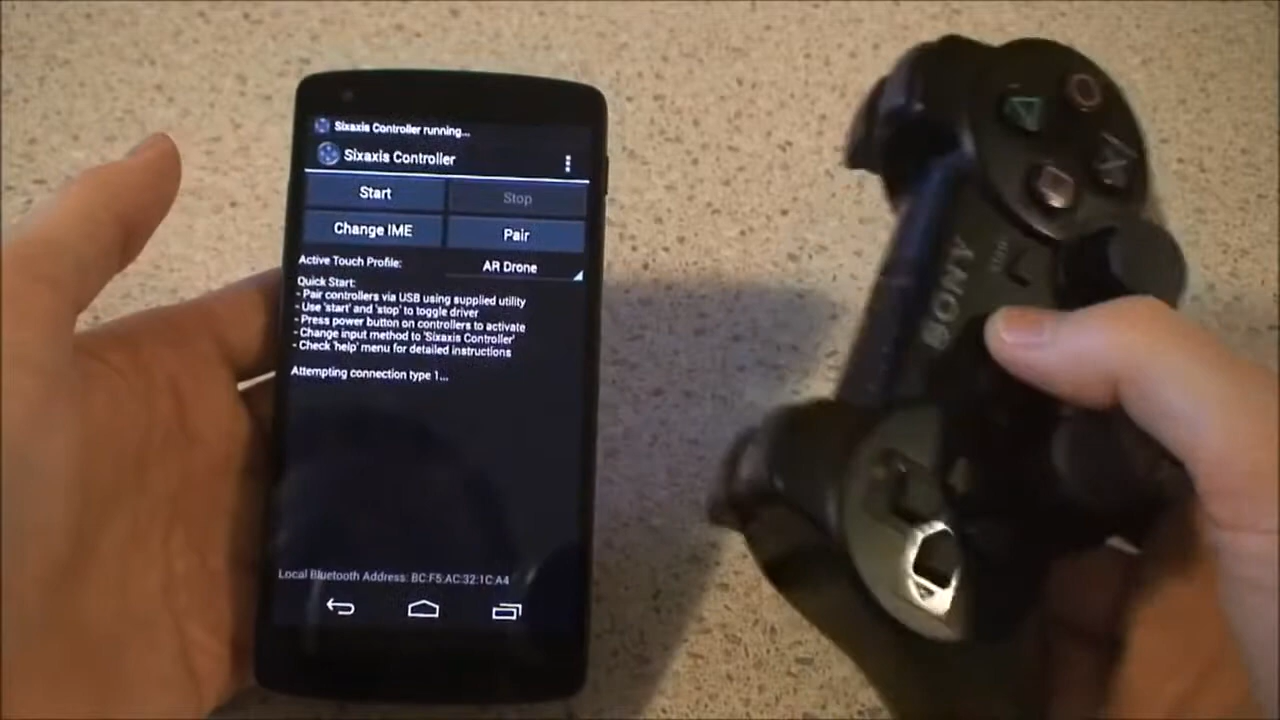 Sixaxis Controller running...
Sixaxis Controller
Start
Stop
Change IME
Pair
Active Touch Profile:
AR Drone
Quick Start:
- Pair controllers via USB using supplied utility
- Use 'start' and 'stop' to toggle driver
- Press power button on controllers to activate
- Change input method to 'Sixaxis Controller'
- Check 'help' menu for detailed instructions
Attempting connection type 1...
Local Bluetooth Address: BC:F5:AC:32:1C:A4
SONY